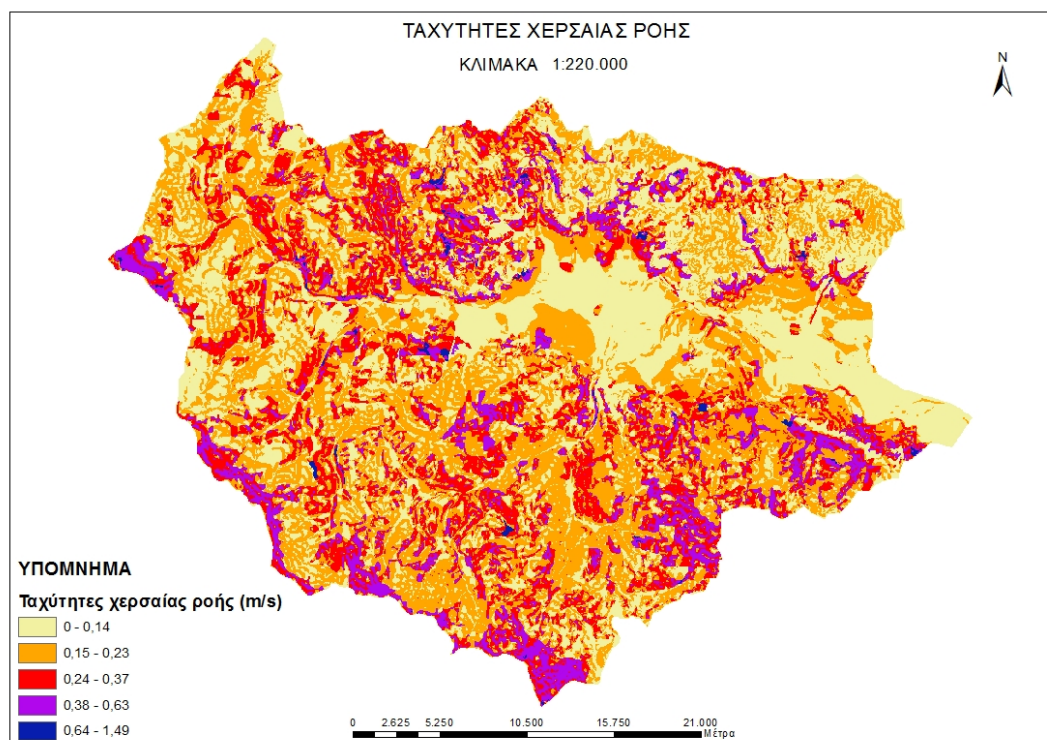 ΤΑΧΥΤΗΤΕΣ ΧΕΡΣΑΙΑΣ ΡΟΗΣ
ΚΛΙΜΑΚΑ 1:220.000
N
ΥΠΟΜΝΗΜΑ
Ταχύτητες χερσαίας ροής (m/s)
0 - 0,14
0,15 - 0,23
0,24 - 0,37
0,38 - 0,63
0,64 - 1,49
0 2.625 5.250 10.500 15.750 21.000
Μέτρα